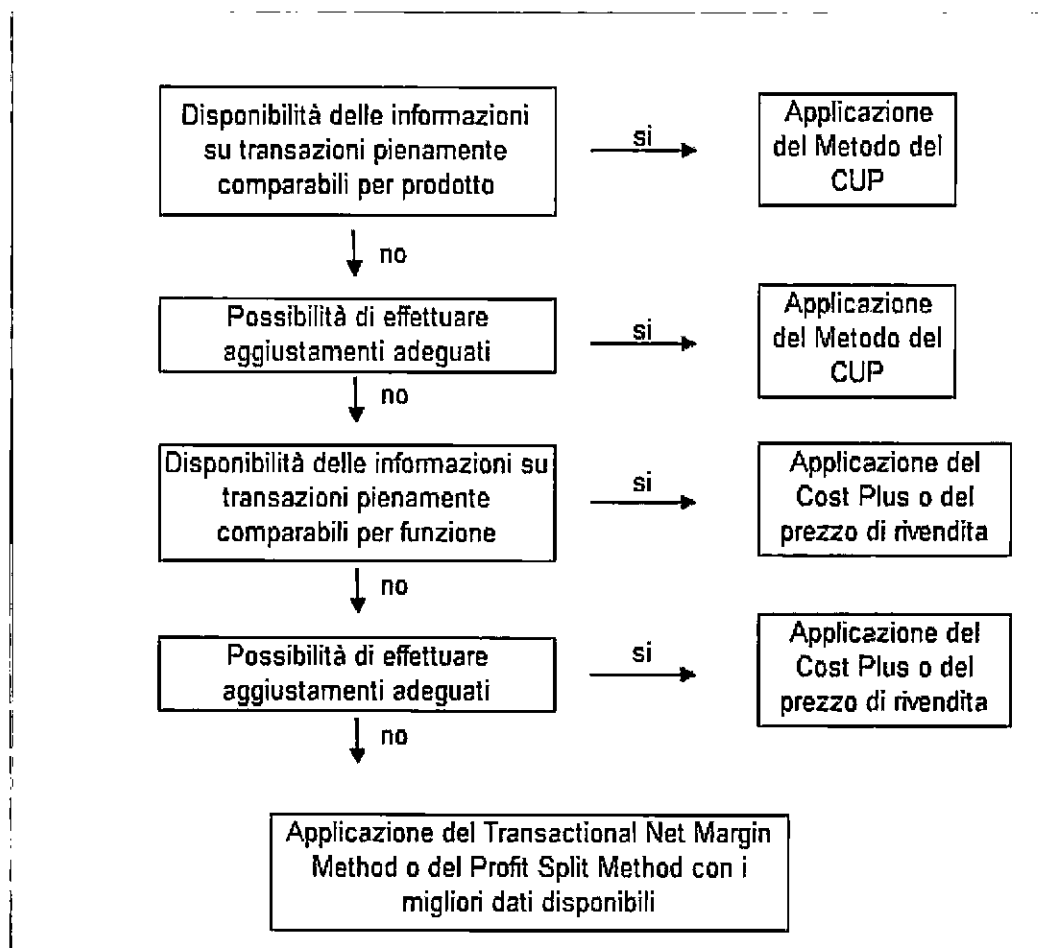 Disponibilità delle informazioni
su transazioni pienamente
comparabili per prodotto
si
Applicazione
del Metodo del
CUP
no
Possibilità di effettuare
aggiustamenti adeguati
si
Applicazione
del Metodo del
CUP
no
Disponibilità delle informazioni su
transazioni pienamente
comparabili per funzione
si
Applicazione del
Cost Plus o del
prezzo di rivendita
no
Possibilità di effettuare
aggiustamenti adeguati
si
Applicazione del
Cost Plus o del
prezzo di rivendita
no
Applicazione del Transactional Net Margin
Method o del Profit Split Method con i
migliori dati disponibili